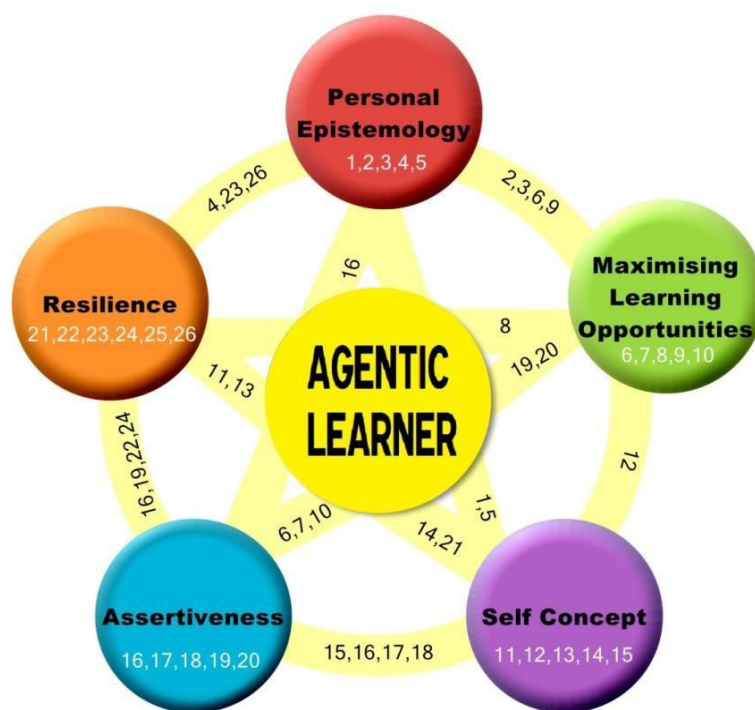 Personal
Epistemology
1,2,3,4,5
4,23,26
2,3,6,9
16
Maximising
Learning
Opportunities
6,7,8,9,10
Resilience
21,22,23,24,25,26
8
19,20
11,13
AGENTIC
LEARNER
16,19,22,24
12
6,7,10
14,21
1,5
Assertiveness
16,17,18,19,20
Self Concept
11,12,13,14,15
15,16,17,18